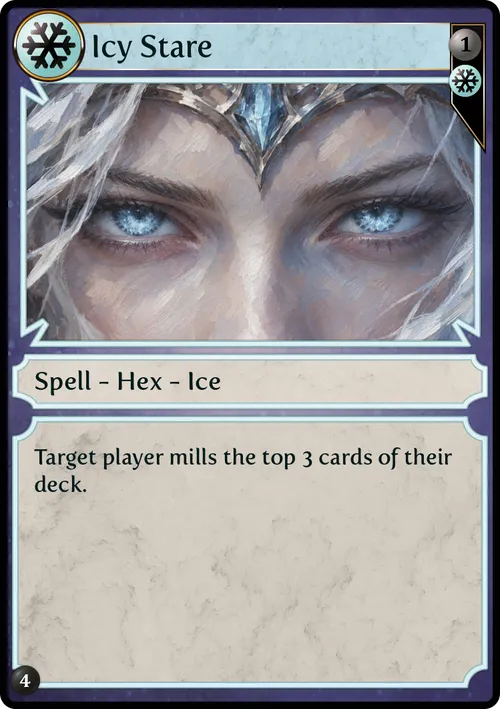 Icy Stare
1
Spell - Hex - Ice
Target player mills the top 3 cards of their
deck.
4